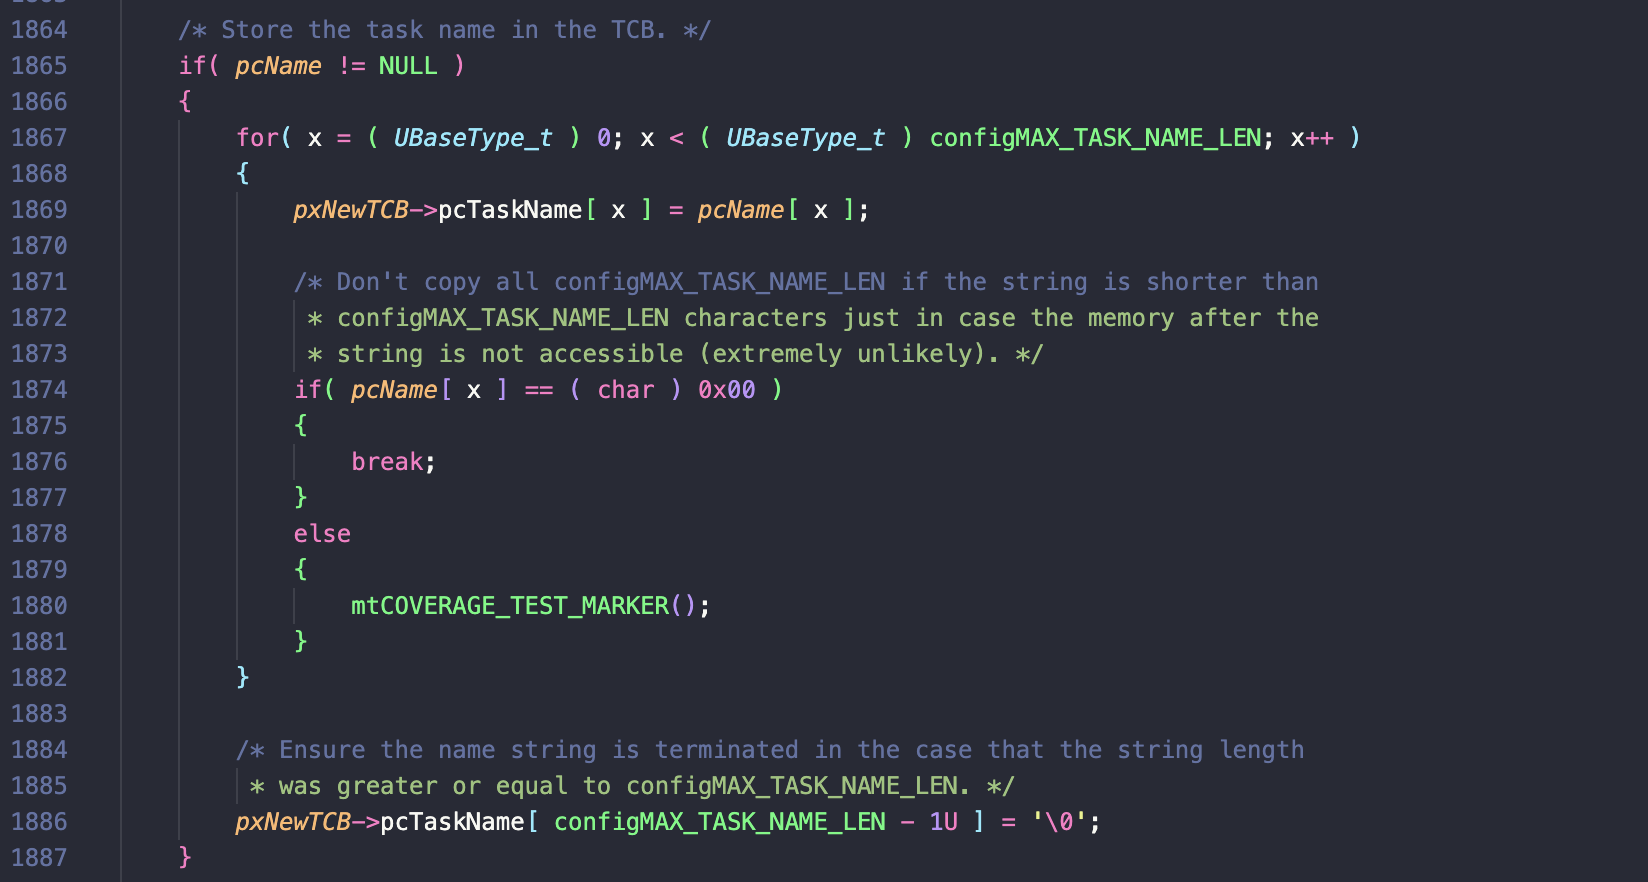 1864 /* Store the task name in the TCB. */
1865 if( pcName != NULL )
1866 {
1867 for( x = ( UBaseType_t ) 0; x < ( UBaseType_t ) configMAX_TASK_NAME_LEN; x++ )
1868 {
1869 pxNewTCB->pcTaskName[ x ] = pcName[ x ];
1870
1871 /* Don't copy all configMAX_TASK_NAME_LEN if the string is shorter than
1872 * configMAX_TASK_NAME_LEN characters just in case the memory after the
1873 * string is not accessible (extremely unlikely). */
1874 if( pcName[ x ] == ( char ) 0x00 )
1875 {
1876 break;
1877 }
1878 else
1879 {
1880 mtCOVERAGE_TEST_MARKER();
1881 }
1882 }
1883
1884 /* Ensure the name string is terminated in the case that the string length
1885 * was greater or equal to configMAX_TASK_NAME_LEN. */
1886 pxNewTCB->pcTaskName[ configMAX_TASK_NAME_LEN - 1U ] = '\0';
1887 }